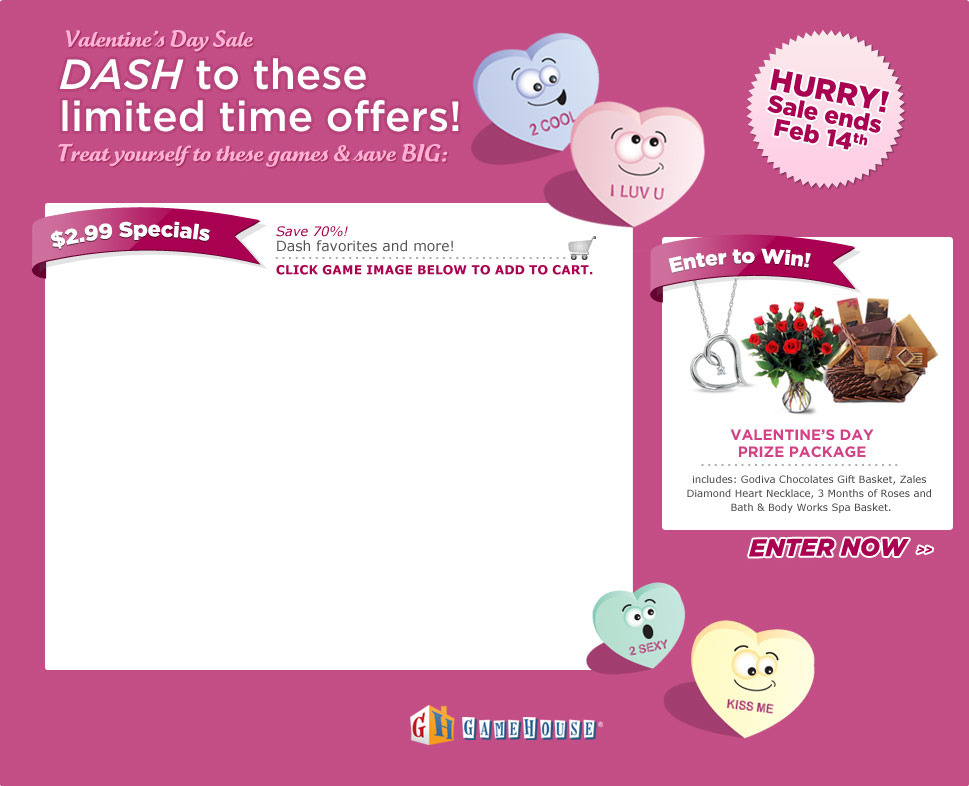 Valentine's Day Sale
DASH to these
limited time offers!
Treat yourself to these games & save BIG:
2 COOL
I LUV U
HURRY!
Sale ends
Feb 14th
$2.99 Specials
Save 70%!
Dash favorites and more!
CLICK GAME IMAGE BELOW TO ADD TO CART.
Enter to Win!
VALENTINE'S DAY
PRIZE PACKAGE
includes: Godiva Chocolates Gift Basket, Zales
Diamond Heart Necklace, 3 Months of Roses and
Bath & Body Works Spa Basket.
ENTER NOW >>
2 SEXY
KISS ME
GH GAMEHOUSE®